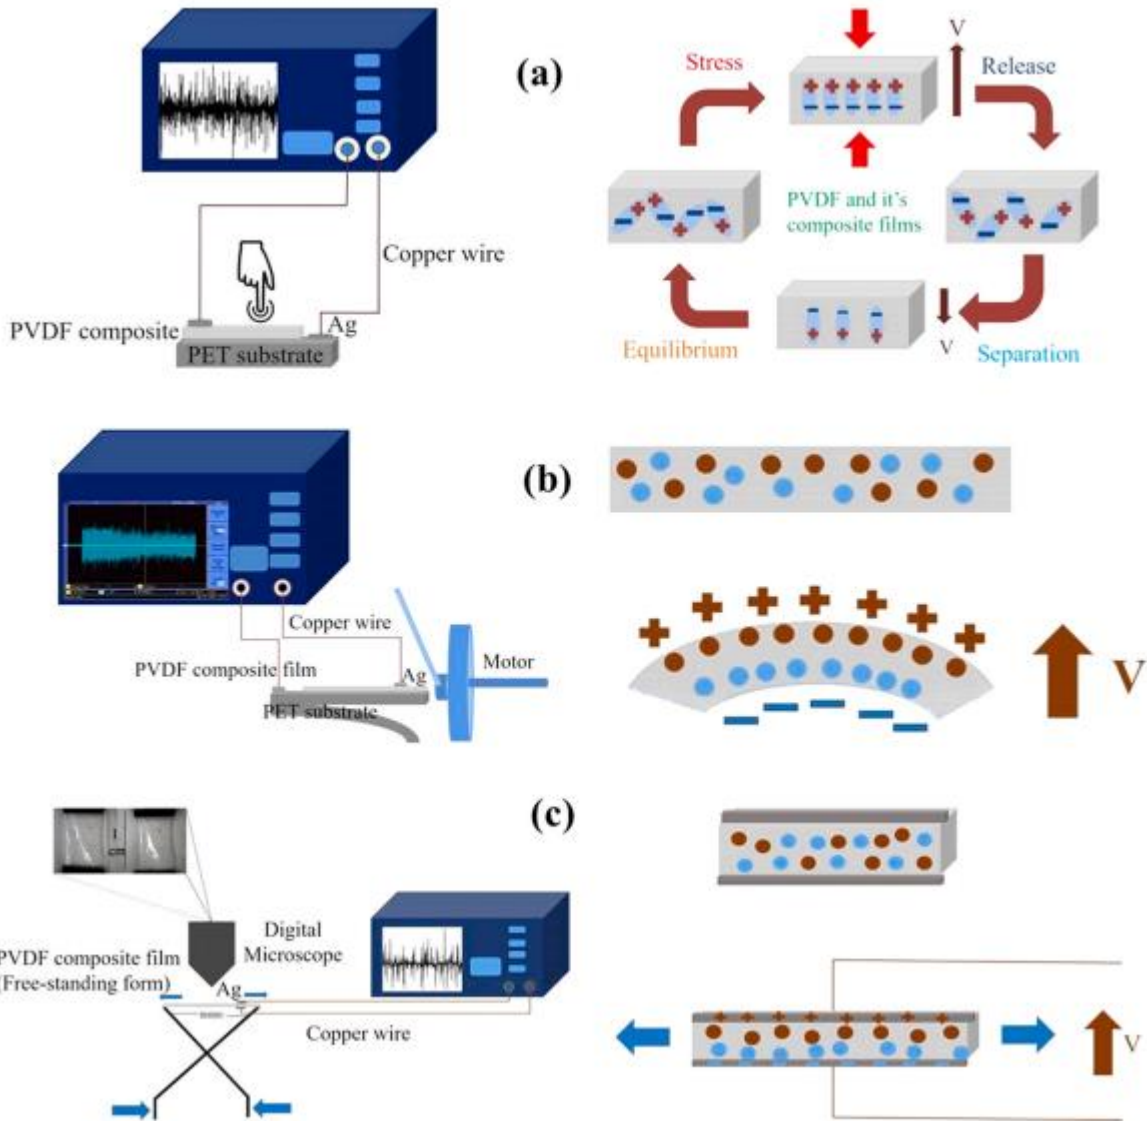 (a)
Copper wire
PVDF composite
Ag
PET substrate
Stress
V
Release
PVDF and it's
composite films
Equilibrium
V
Separation
(b)
Copper wire
PVDF composite film
Ag
Motor
PET substrate
V
(c)
Digital
Microscope
PVDF composite film
(Free-standing form)
Ag
Copper wire
V